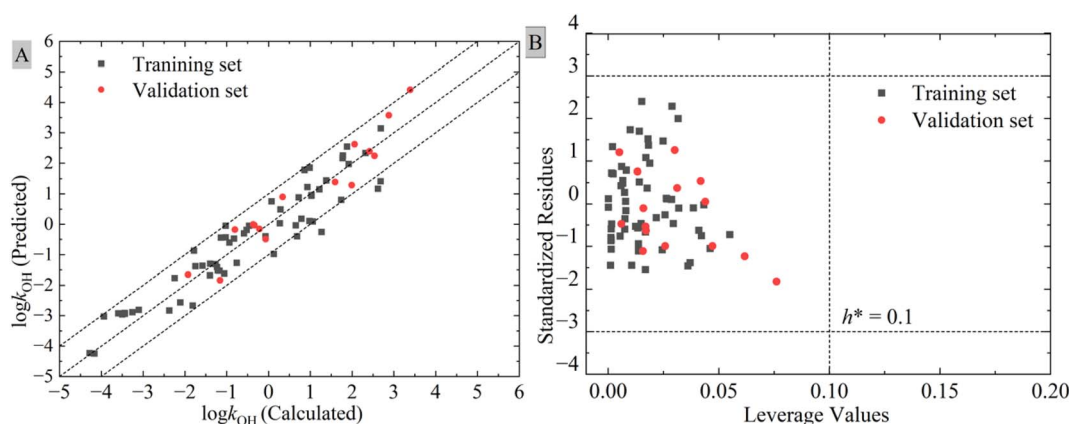 A
6
5
4
3
2
1
0
−1
−2
−3
−4
−5
−5 −4 −3 −2 −1 0 1 2 3 4 5 6
logkOH (Predicted)
logkOH (Calculated)
Tranining set
Validation set
B
4
3
2
1
0
−1
−2
−3
−4
0.00 0.05 0.10 0.15 0.20
Standardized Residues
Leverage Values
Training set
Validation set
h* = 0.1